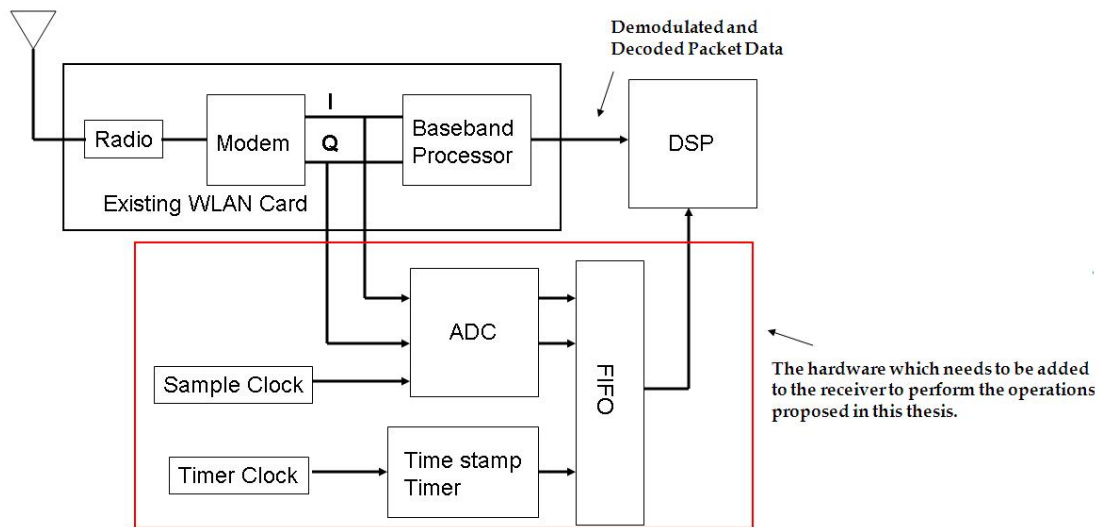 Demodulated and
Decoded Packet Data
I
Q
Radio
Modem
Baseband
Processor
DSP
Existing WLAN Card
ADC
FIFO
Sample Clock
The hardware which needs to be added
to the receiver to perform the operations
proposed in this thesis.
Timer Clock
Time stamp
Timer